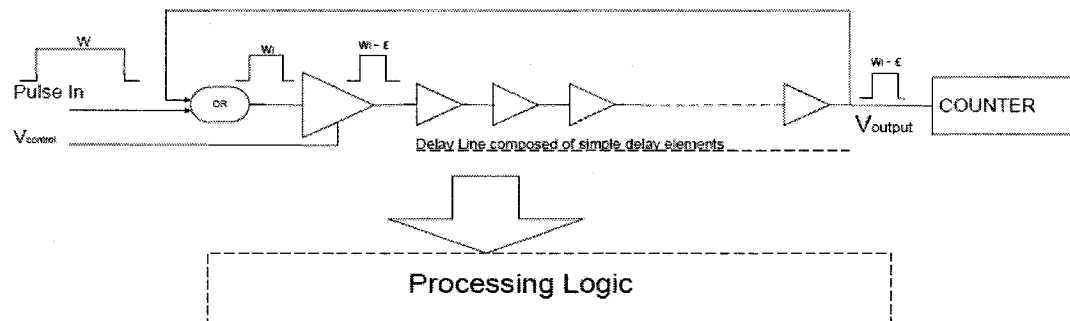 W
Wi
Wi - ε
Wi - ε
Pulse In
OR
COUNTER
Vcontrol
Voutput
Delay Line composed of simple delay elements
Processing Logic